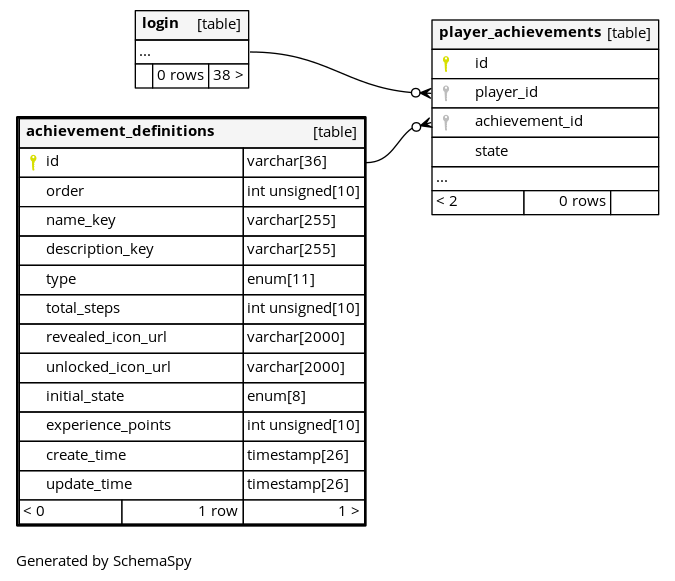 login [table]
...
0 rows 38 >
player_achievements [table]
id
player_id
achievement_id
state
...
< 2 0 rows
achievement_definitions [table]
id varchar[36]
order int unsigned[10]
name_key varchar[255]
description_key varchar[255]
type enum[11]
total_steps int unsigned[10]
revealed_icon_url varchar[2000]
unlocked_icon_url varchar[2000]
initial_state enum[8]
experience_points int unsigned[10]
create_time timestamp[26]
update_time timestamp[26]
< 0 1 row 1 >
Generated by SchemaSpy